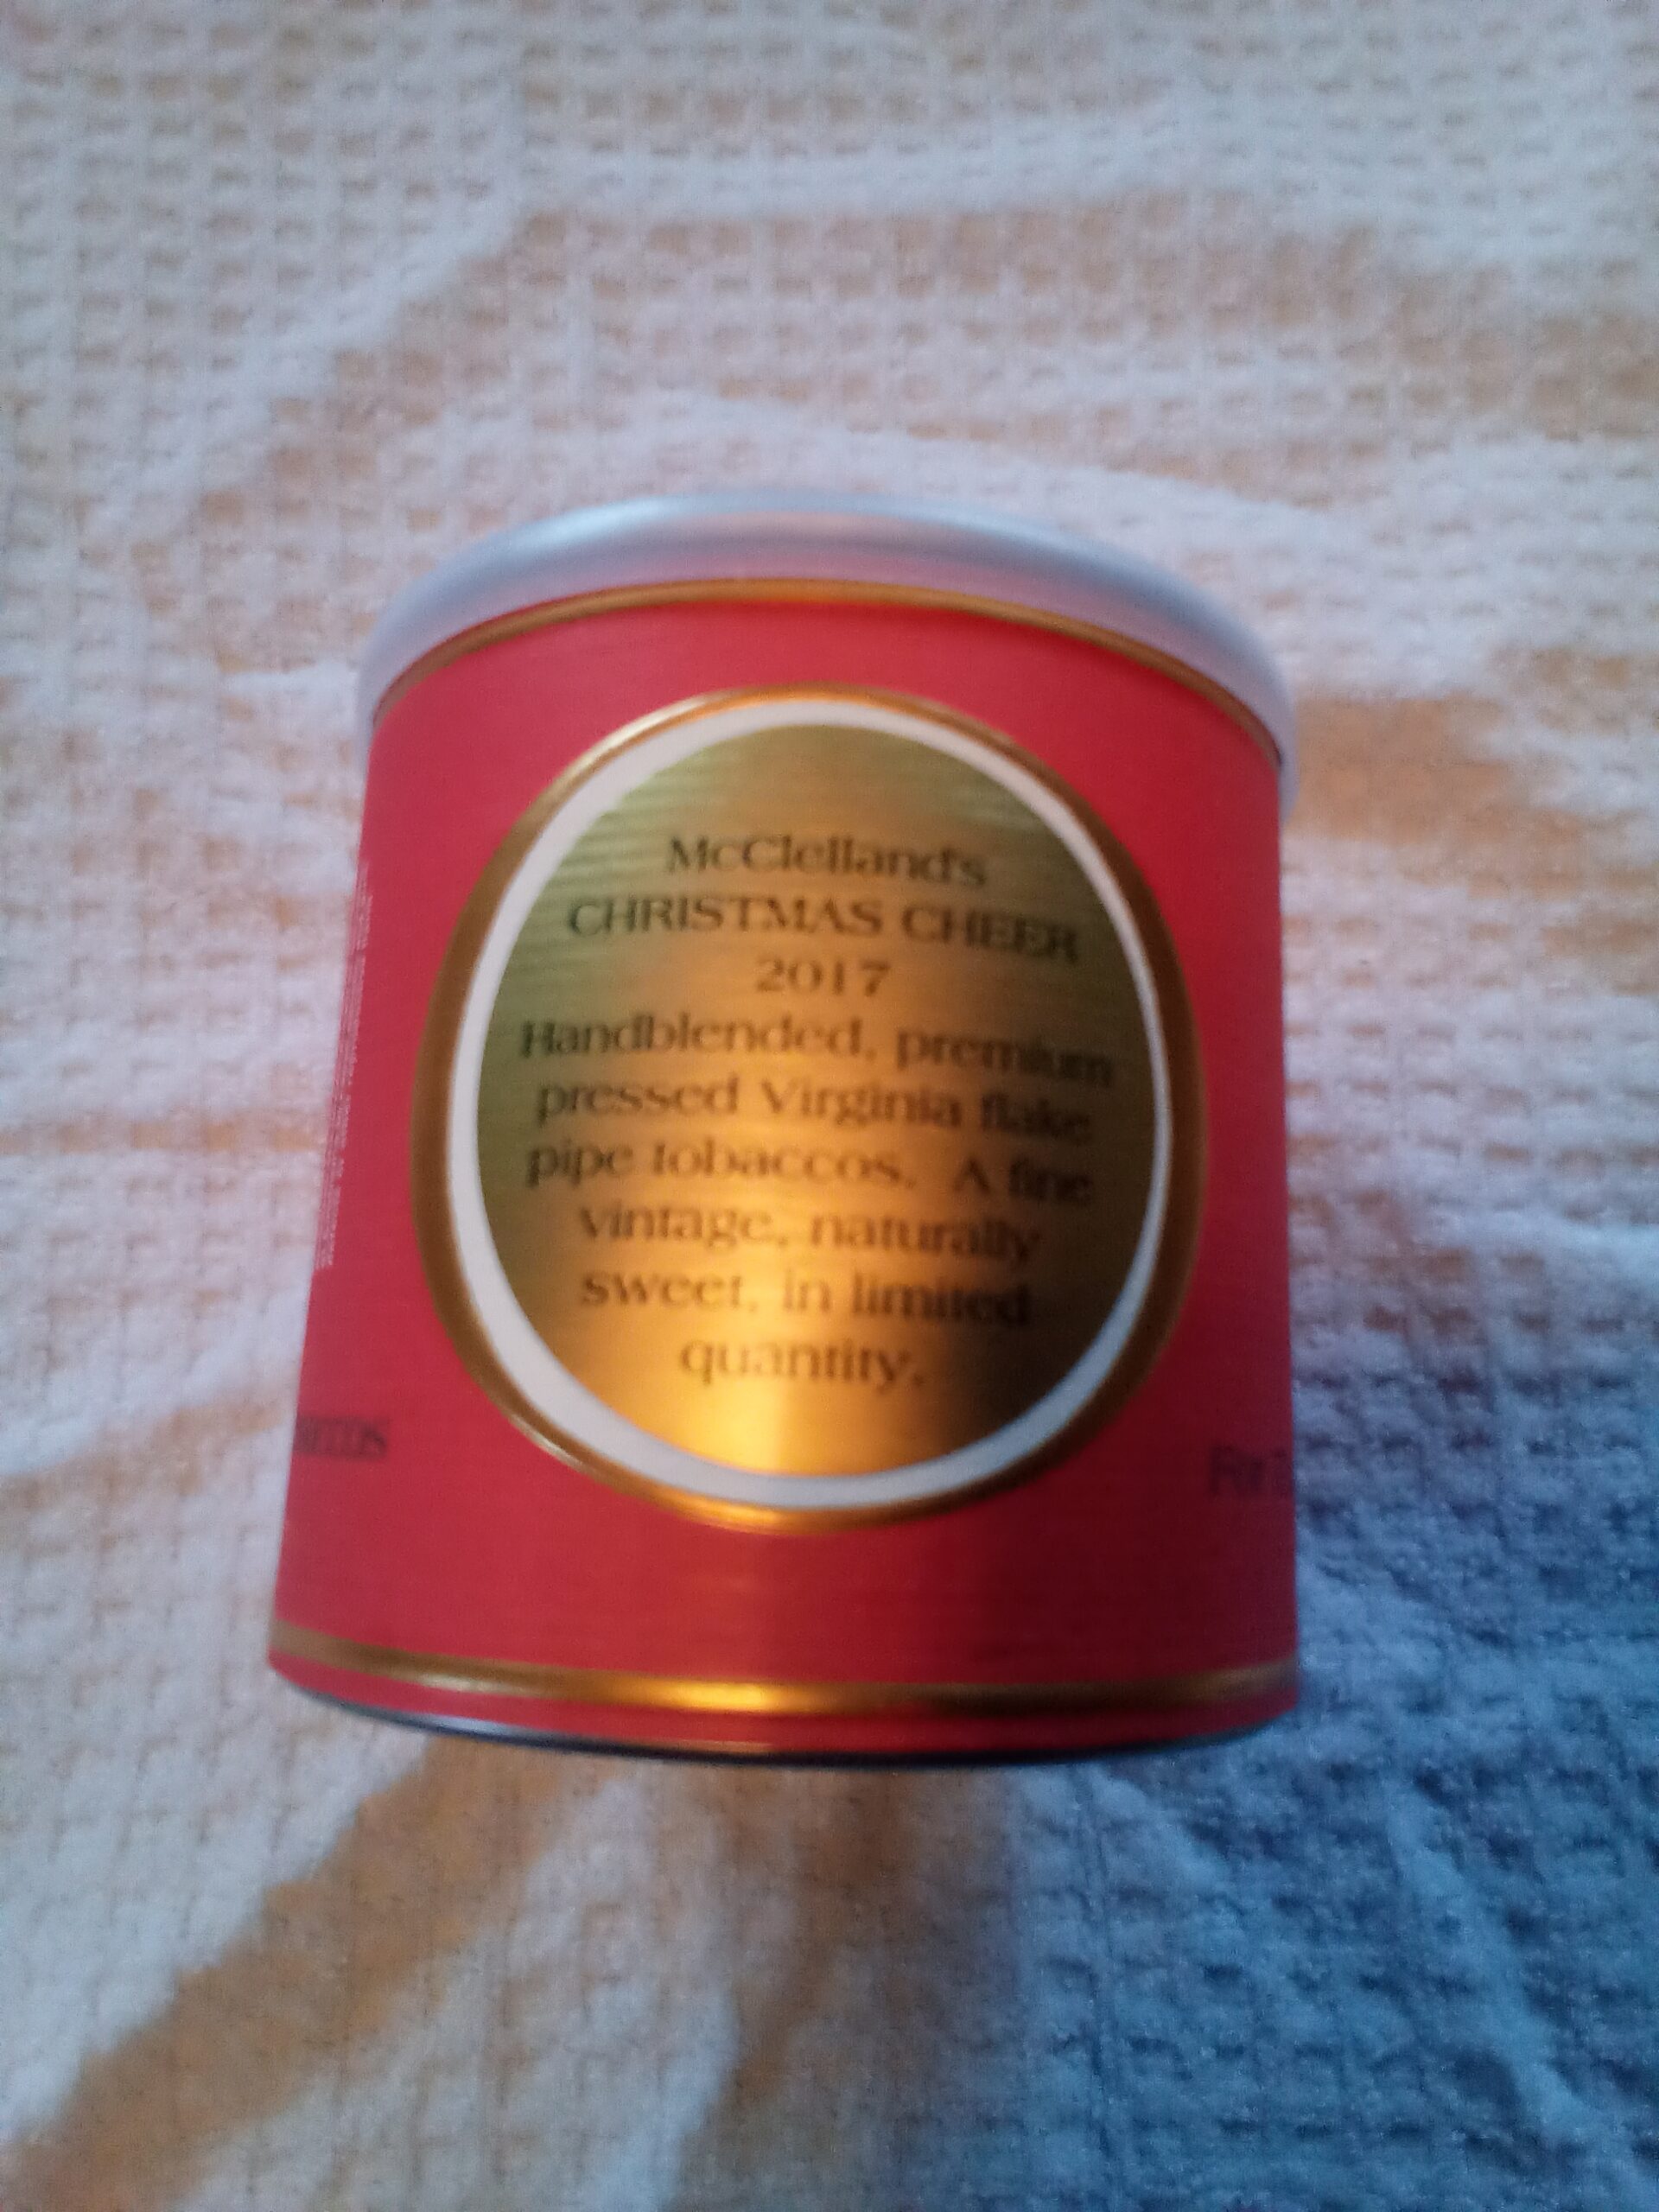 McClelland's
CHRISTMAS CHEER
2017
Handblended, premium
pressed Virginia flake
pipe tobaccos. A fine
vintage, naturally
sweet, in limited
quantity.